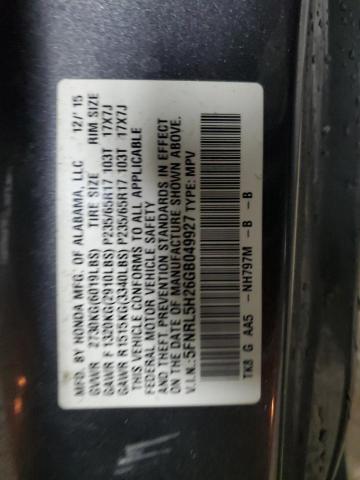 MFD. BY HONDA MFG. OF ALABAMA, LLC 12/ 15
GVWR 2730KG(6019LBS) TIRE SIZE RIM SIZE
GAWR F 1320KG(2910LBS) P235/65R17 103T 17X7J
GAWR R 1515KG(3340LBS) P235/65R17 103T 17X7J
THIS VEHICLE CONFORMS TO ALL APPLICABLE
FEDERAL MOTOR VEHICLE SAFETY
AND THEFT PREVENTION STANDARDS IN EFFECT
ON THE DATE OF MANUFACTURE SHOWN ABOVE.
V.I.N.:5FNRL5H26GB049927 TYPE: MPV
TK8 G AA5 -NH797M - B - B